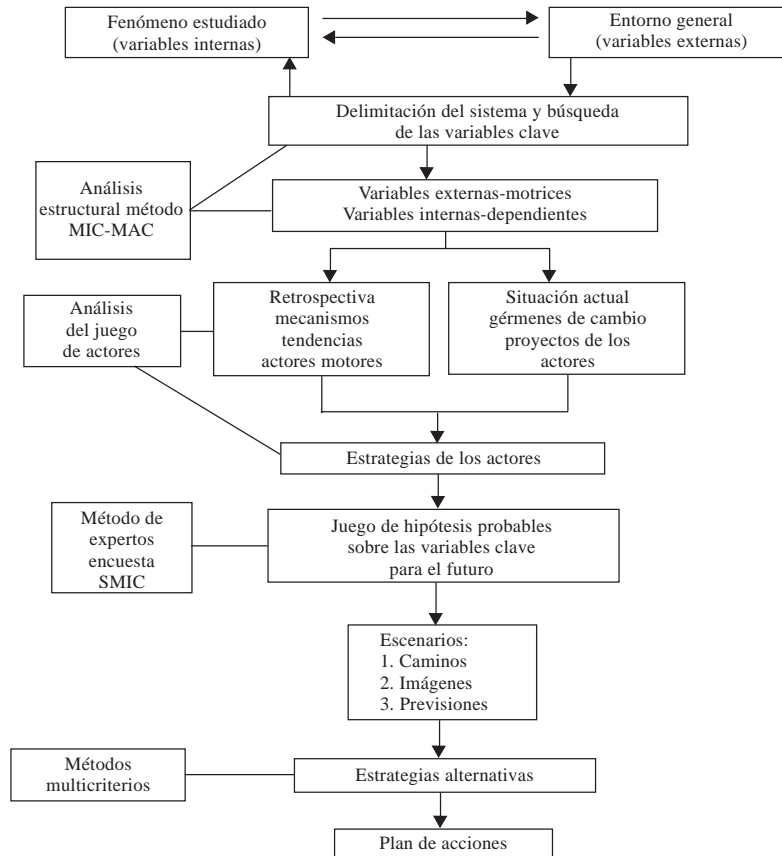 Fenómeno estudiado
(variables internas)
Entorno general
(variables externas)
Delimitación del sistema y búsqueda
de las variables clave
Análisis
estructural método
MIC-MAC
Variables externas-motrices
Variables internas-dependientes
Análisis
del juego
de actores
Retrospectiva
mecanismos
tendencias
actores motores
Situación actual
gérmenes de cambio
proyectos de los
actores
Estrategias de los actores
Método de
expertos
encuesta
SMIC
Juego de hipótesis probables
sobre las variables clave
para el futuro
Escenarios:
1. Caminos
2. Imágenes
3. Previsiones
Métodos
multicriterios
Estrategias alternativas
Plan de acciones